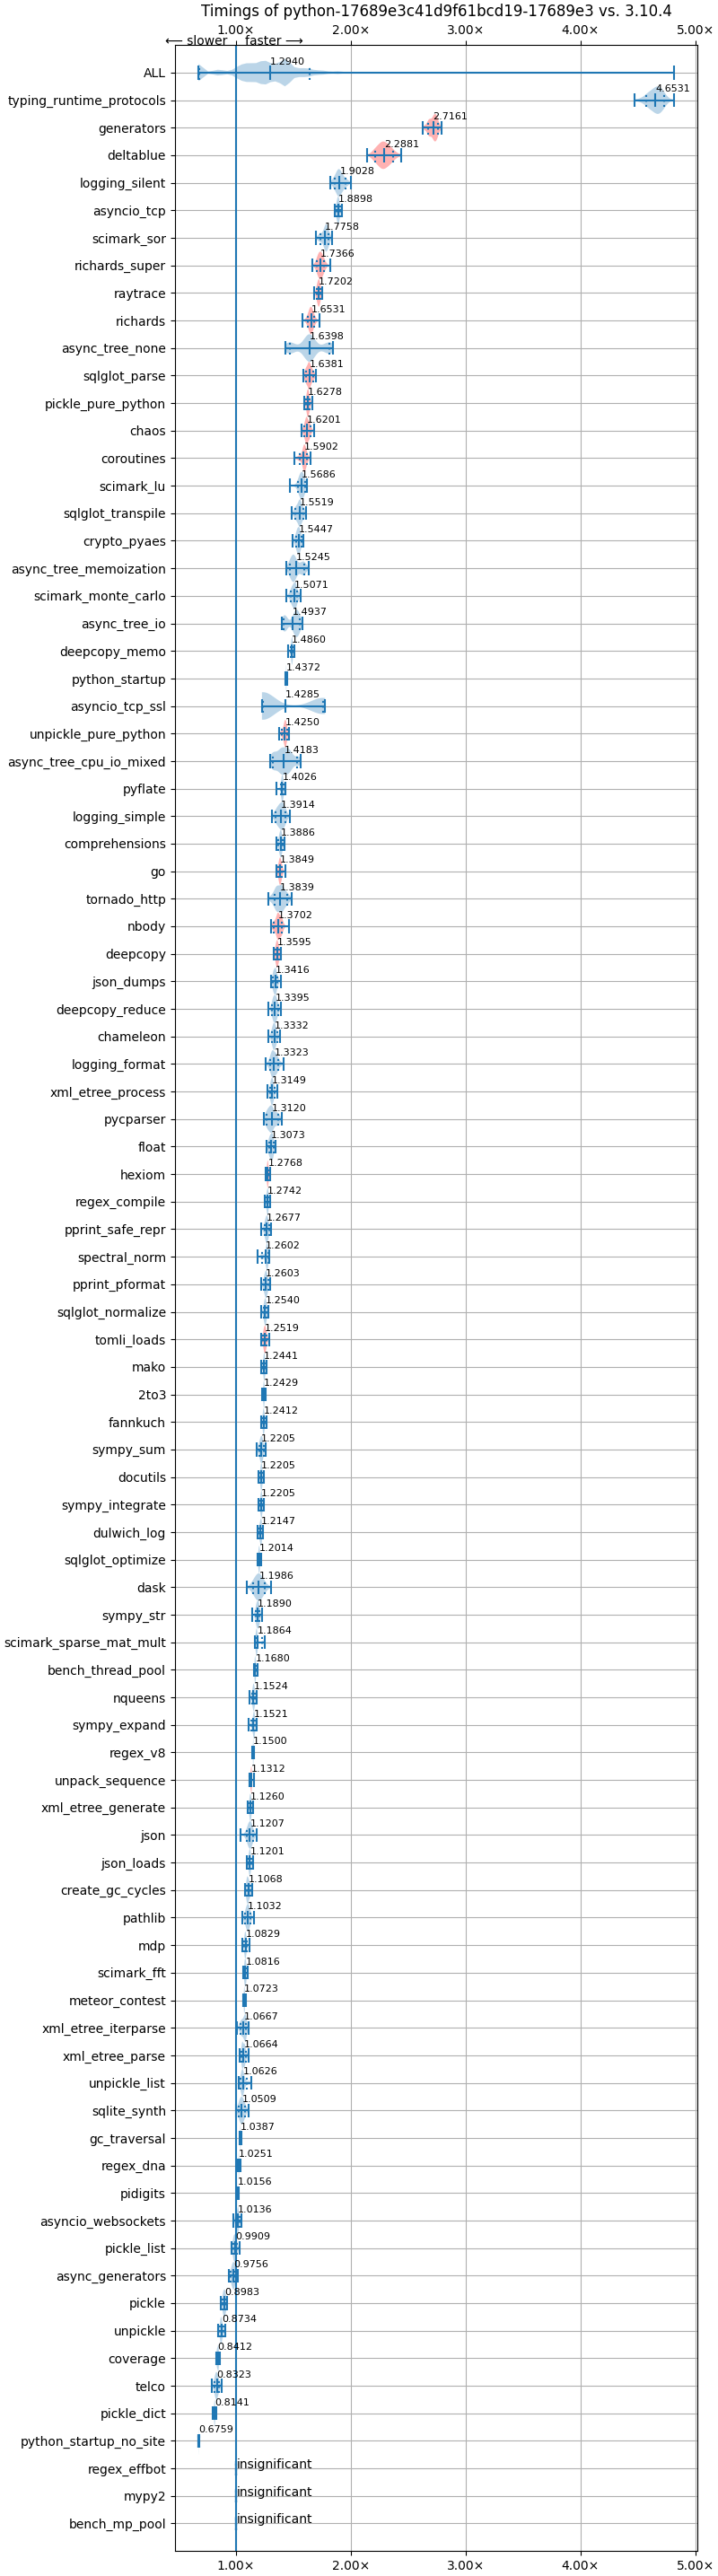 Timings of python-17689e3c41d9f61bcd19-17689e3 vs. 3.10.4
⟵ slower faster ⟶
1.00× 2.00× 3.00× 4.00× 5.00×
ALL 1.2940
typing_runtime_protocols 4.6531
generators 2.7161
deltablue 2.2881
logging_silent 1.9028
asyncio_tcp 1.8898
scimark_sor 1.7758
richards_super 1.7366
raytrace 1.7202
richards 1.6531
async_tree_none 1.6398
sqlglot_parse 1.6381
pickle_pure_python 1.6278
chaos 1.6201
coroutines 1.5902
scimark_lu 1.5686
sqlglot_transpile 1.5519
crypto_pyaes 1.5447
async_tree_memoization 1.5245
scimark_monte_carlo 1.5071
async_tree_io 1.4937
deepcopy_memo 1.4860
python_startup 1.4372
asyncio_tcp_ssl 1.4285
unpickle_pure_python 1.4250
async_tree_cpu_io_mixed 1.4183
pyflate 1.4026
logging_simple 1.3914
comprehensions 1.3886
go 1.3849
tornado_http 1.3839
nbody 1.3702
deepcopy 1.3595
json_dumps 1.3416
deepcopy_reduce 1.3395
chameleon 1.3332
logging_format 1.3323
xml_etree_process 1.3149
pycparser 1.3120
float 1.3073
hexiom 1.2768
regex_compile 1.2742
pprint_safe_repr 1.2677
spectral_norm 1.2602
pprint_pformat 1.2603
sqlglot_normalize 1.2540
tomli_loads 1.2519
mako 1.2441
2to3 1.2429
fannkuch 1.2412
sympy_sum 1.2205
docutils 1.2205
sympy_integrate 1.2205
dulwich_log 1.2147
sqlglot_optimize 1.2014
dask 1.1986
sympy_str 1.1890
scimark_sparse_mat_mult 1.1864
bench_thread_pool 1.1680
nqueens 1.1524
sympy_expand 1.1521
regex_v8 1.1500
unpack_sequence 1.1312
xml_etree_generate 1.1260
json 1.1207
json_loads 1.1201
create_gc_cycles 1.1068
pathlib 1.1032
mdp 1.0829
scimark_fft 1.0816
meteor_contest 1.0723
xml_etree_iterparse 1.0667
xml_etree_parse 1.0664
unpickle_list 1.0626
sqlite_synth 1.0509
gc_traversal 1.0387
regex_dna 1.0251
pidigits 1.0156
asyncio_websockets 1.0136
pickle_list 0.9909
async_generators 0.9756
pickle 0.8983
unpickle 0.8734
coverage 0.8412
telco 0.8323
pickle_dict 0.8141
python_startup_no_site 0.6759
regex_effbot insignificant
mypy2 insignificant
bench_mp_pool insignificant
1.00× 2.00× 3.00× 4.00× 5.00×